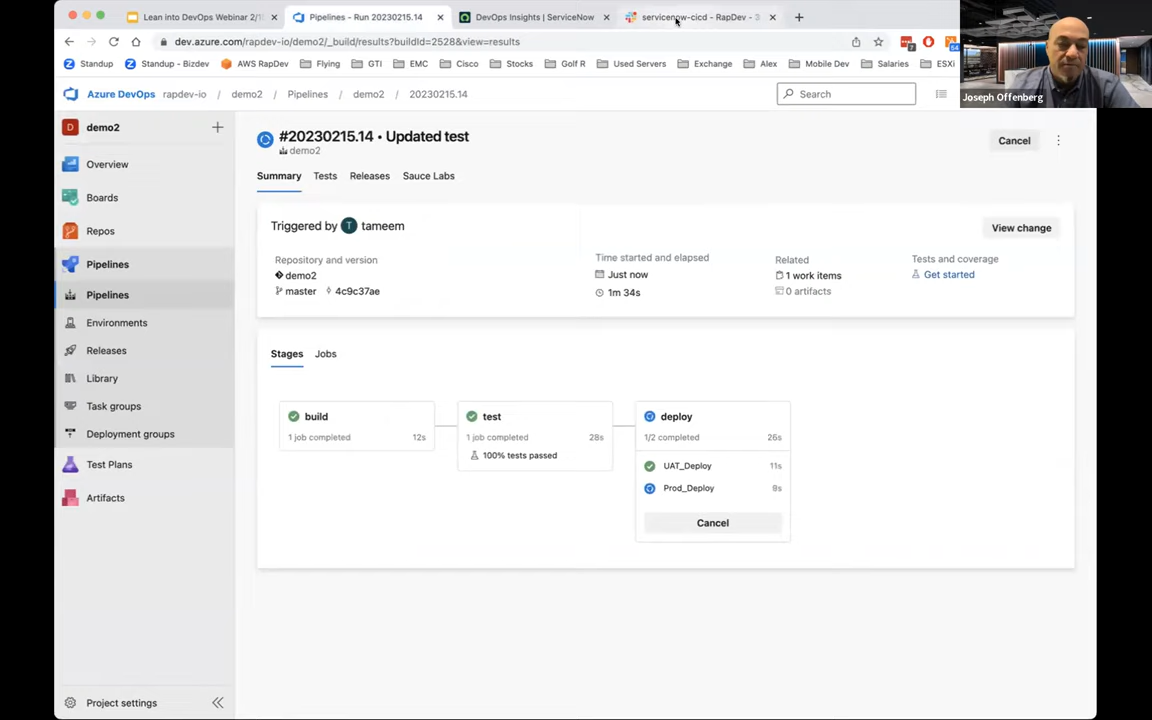 Lean into DevOps Webinar 2/1
Pipelines - Run 20230215.14
DevOps Insights | ServiceNow
servicenow-cicd - RapDev - 3
dev.azure.com/rapdev-io/demo2/_build/results?buildId=2528&view=results
Standup
Standup - Bizdev
AWS RapDev
Flying
GTI
EMC
Cisco
Stocks
Golf R
Used Servers
Exchange
Alex
Mobile Dev
Salaries
ESXi
Joseph Offenberg
Azure DevOps
rapdev-io / demo2 / Pipelines / demo2 / 20230215.14
Search
D demo2
Overview
Boards
Repos
Pipelines
Pipelines
Environments
Releases
Library
Task groups
Deployment groups
Test Plans
Artifacts
Project settings
#20230215.14 • Updated test
demo2
Cancel
Summary
Tests
Releases
Sauce Labs
Triggered by T tameem
View change
Repository and version
demo2
master 4c9c37ae
Time started and elapsed
Just now
1m 34s
Related
1 work items
0 artifacts
Tests and coverage
Get started
Stages
Jobs
build
1 job completed 12s
test
1 job completed 28s
100% tests passed
deploy
1/2 completed 26s
UAT_Deploy 11s
Prod_Deploy 9s
Cancel